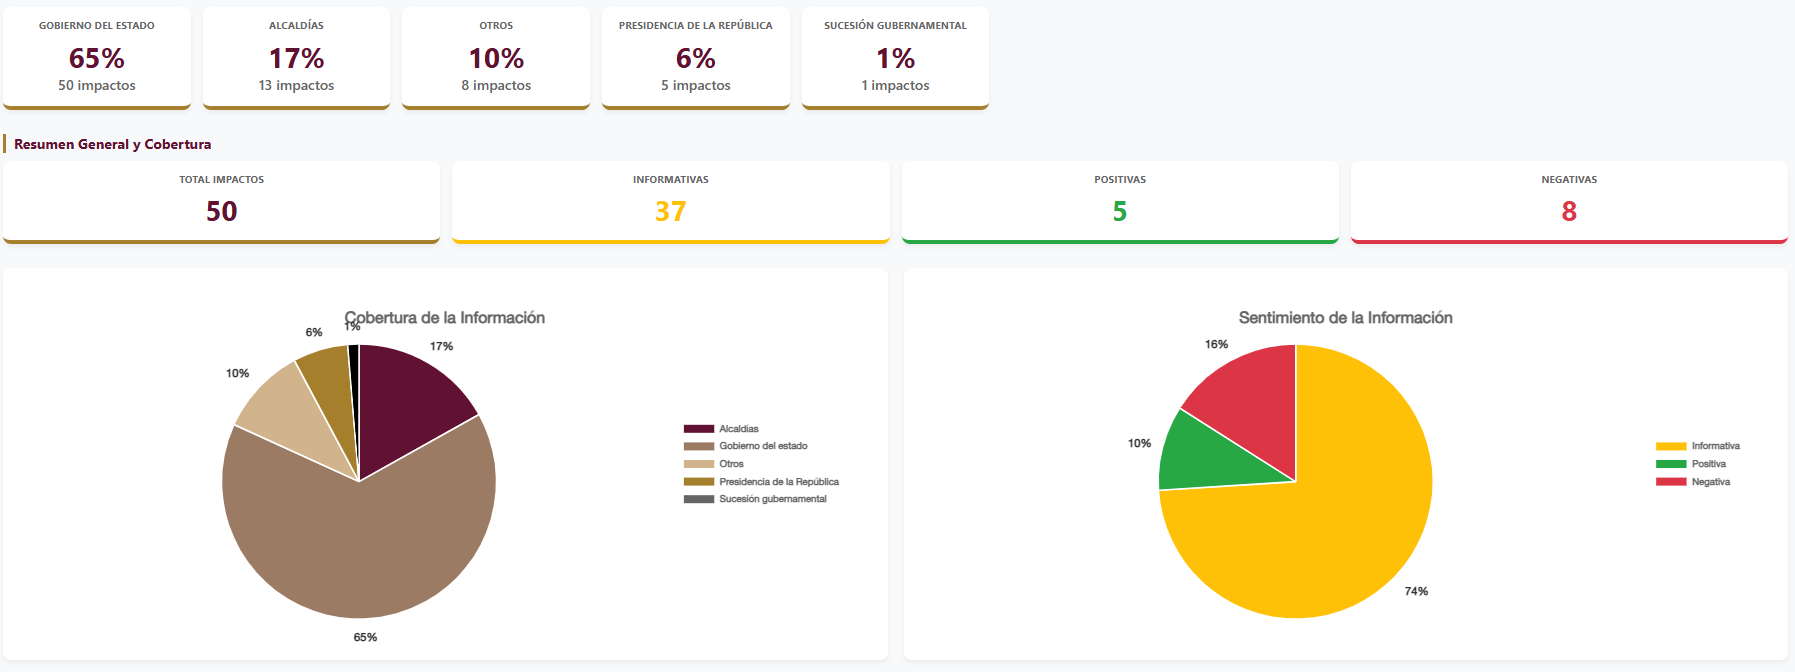 GOBIERNO DEL ESTADO
65%
50 impactos
ALCALDÍAS
17%
13 impactos
OTROS
10%
8 impactos
PRESIDENCIA DE LA REPÚBLICA
6%
5 impactos
SUCESIÓN GUBERNAMENTAL
1%
1 impactos
Resumen General y Cobertura
TOTAL IMPACTOS
50
INFORMATIVAS
37
POSITIVAS
5
NEGATIVAS
8
Cobertura de la Información
1%
6%
17%
10%
65%
Alcaldías
Gobierno del estado
Otros
Presidencia de la República
Sucesión gubernamental
Sentimiento de la Información
16%
10%
74%
Informativa
Positiva
Negativa